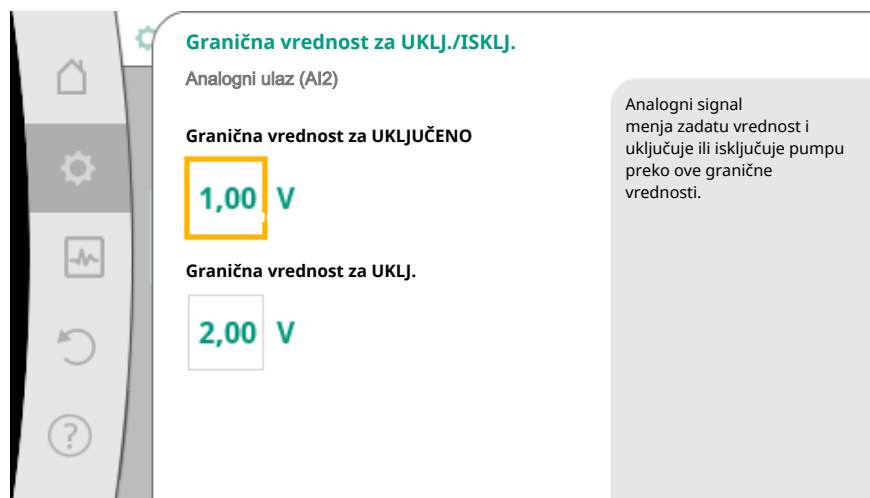 Granična vrednost za UKLJ./ISKLJ.
Analogni ulaz (AI2)
Granična vrednost za UKLJUČENO
1,00 V
Granična vrednost za UKLJ.
2,00 V
Analogni signal
menja zadatu vrednost i
uključuje ili isključuje pumpu
preko ove granične
vrednosti.
?